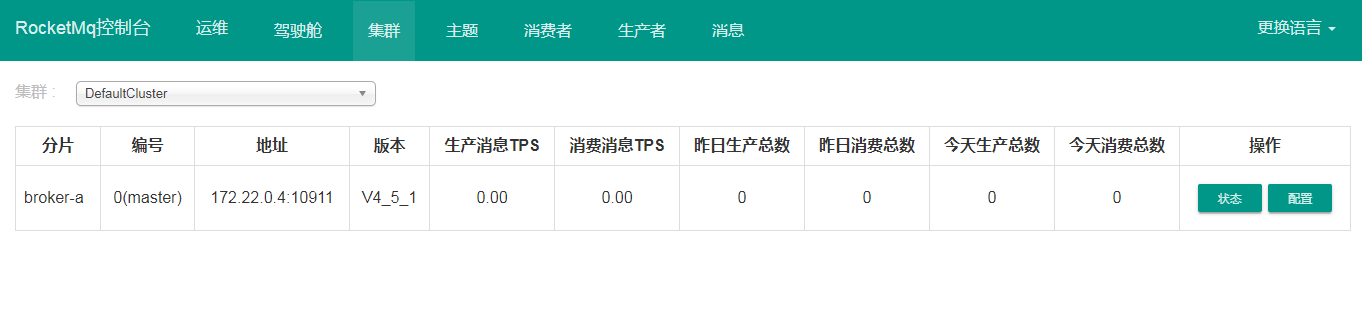 RocketMq控制台 运维 驾驶舱 集群 主题 消费者 生产者 消息 更换语言
集群 : DefaultCluster
分片 编号 地址 版本 生产消息TPS 消费消息TPS 昨日生产总数 昨日消费总数 今天生产总数 今天消费总数 操作
broker-a 0(master) 172.22.0.4:10911 V4_5_1 0.00 0.00 0 0 0 0 状态 配置